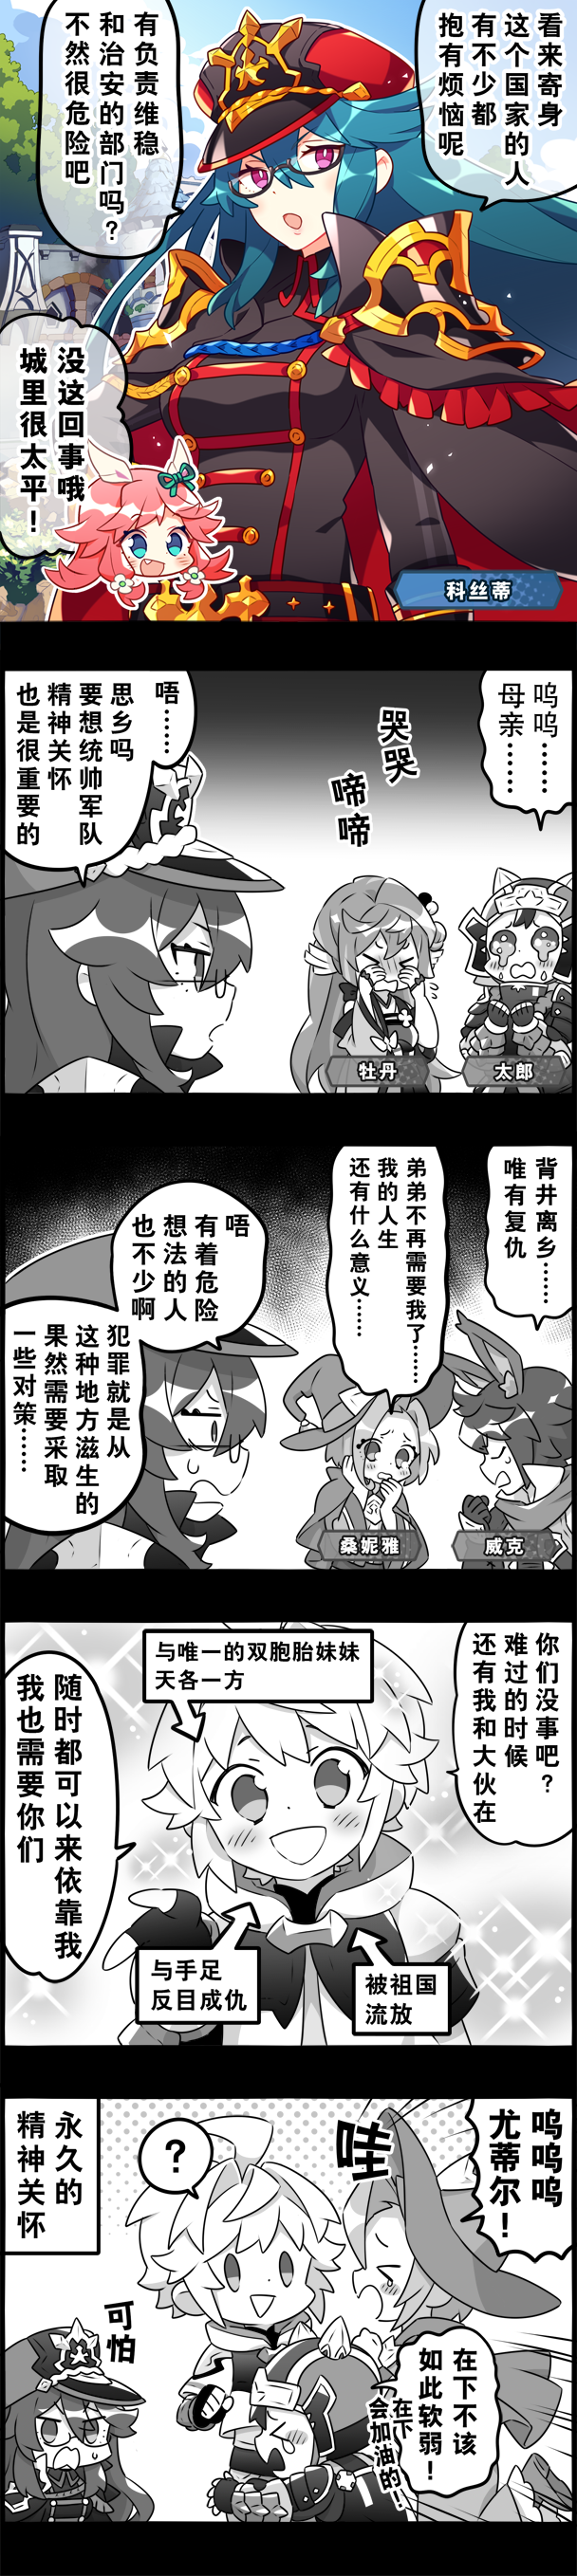 看来寄身
这个国家的人
有不少都
抱有烦恼呢
有负责维稳
和治安的部门吗？
不然很危险吧
没这回事哦
城里很太平！
科丝蒂
呜呜……
母亲……
哭哭
啼啼
唔……
思乡吗
要想统帅军队
精神关怀
也是很重要的
牡丹
太郎
背井离乡……
唯有复仇
弟弟不再需要我了……
我的人生
还有什么意义……
唔
有着危险
想法的人
也不少啊
犯罪就是从
这种地方滋生的
果然需要采取
一些对策……
桑妮雅
威克
你们没事吧？
难过的时候
还有我和大伙在
与唯一的双胞胎妹妹
天各一方
随时都可以来依靠我
我也需要你们
与手足
反目成仇
被祖国
流放
呜呜呜
尤蒂尔！
哇
？
永久的
精神关怀
可怕
在下不该
如此软弱！
在下
会加油的！